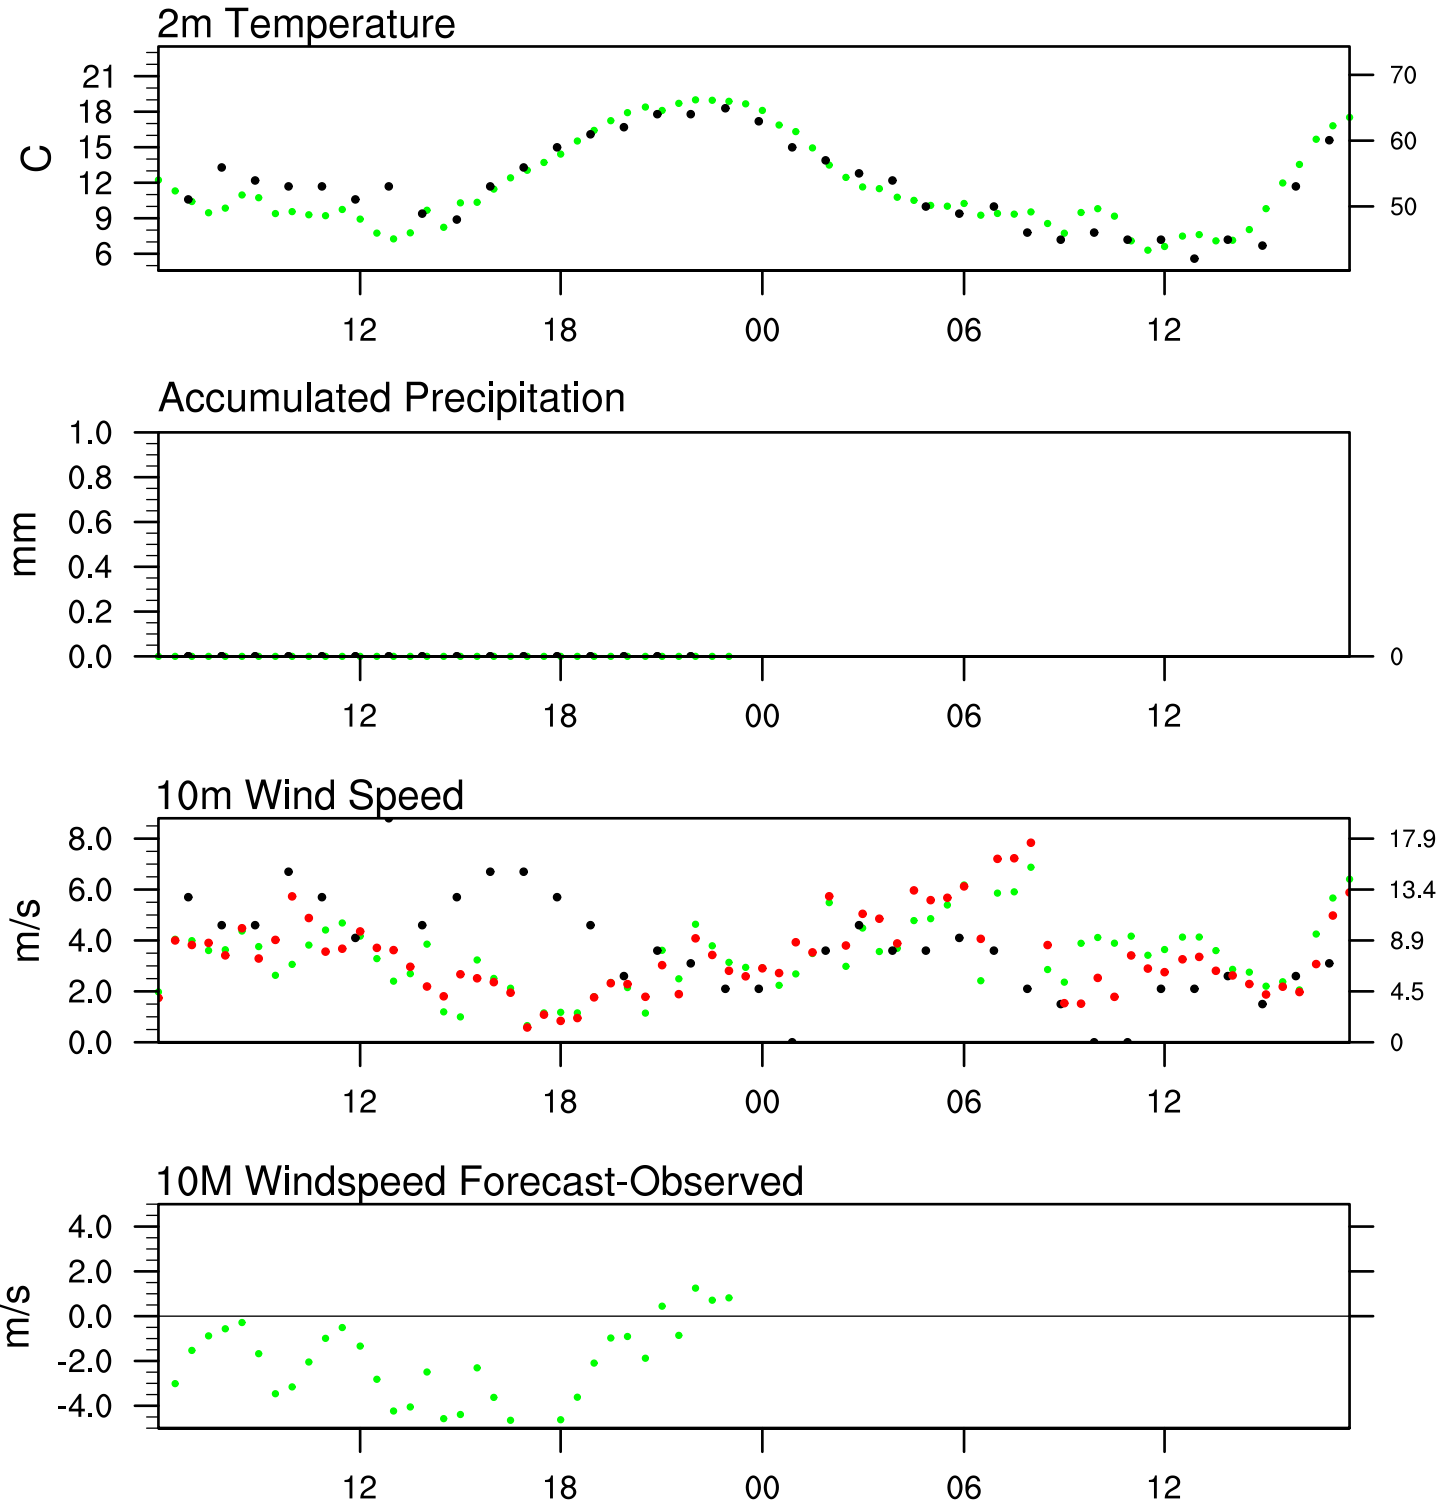 2m Temperature
21
18
15
12
9
6
C
70
60
50
12 18 00 06 12
Accumulated Precipitation
1.0
0.8
0.6
0.4
0.2
0.0
mm
0
12 18 00 06 12
10m Wind Speed
8.0
6.0
4.0
2.0
0.0
m/s
17.9
13.4
8.9
4.5
0
12 18 00 06 12
10M Windspeed Forecast-Observed
4.0
2.0
0.0
-2.0
-4.0
m/s
12 18 00 06 12